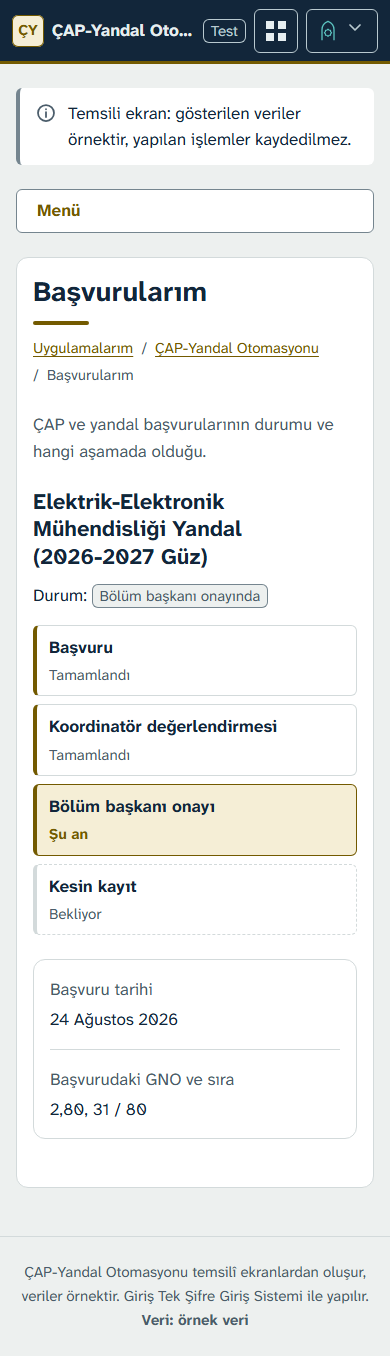 ÇY ÇAP-Yandal Oto... Test
Temsili ekran: gösterilen veriler
örnektir, yapılan işlemler kaydedilmez.
Menü
Başvurularım
Uygulamalarım / ÇAP-Yandal Otomasyonu
/ Başvurularım
ÇAP ve yandal başvurularının durumu ve
hangi aşamada olduğu.
Elektrik-Elektronik
Mühendisliği Yandal
(2026-2027 Güz)
Durum: Bölüm başkanı onayında
Başvuru
Tamamlandı
Koordinatör değerlendirmesi
Tamamlandı
Bölüm başkanı onayı
Şu an
Kesin kayıt
Bekliyor
Başvuru tarihi
24 Ağustos 2026
Başvurudaki GNO ve sıra
2,80, 31 / 80
ÇAP-Yandal Otomasyonu temsilî ekranlardan oluşur,
veriler örnektir. Giriş Tek Şifre Giriş Sistemi ile yapılır.
Veri: örnek veri